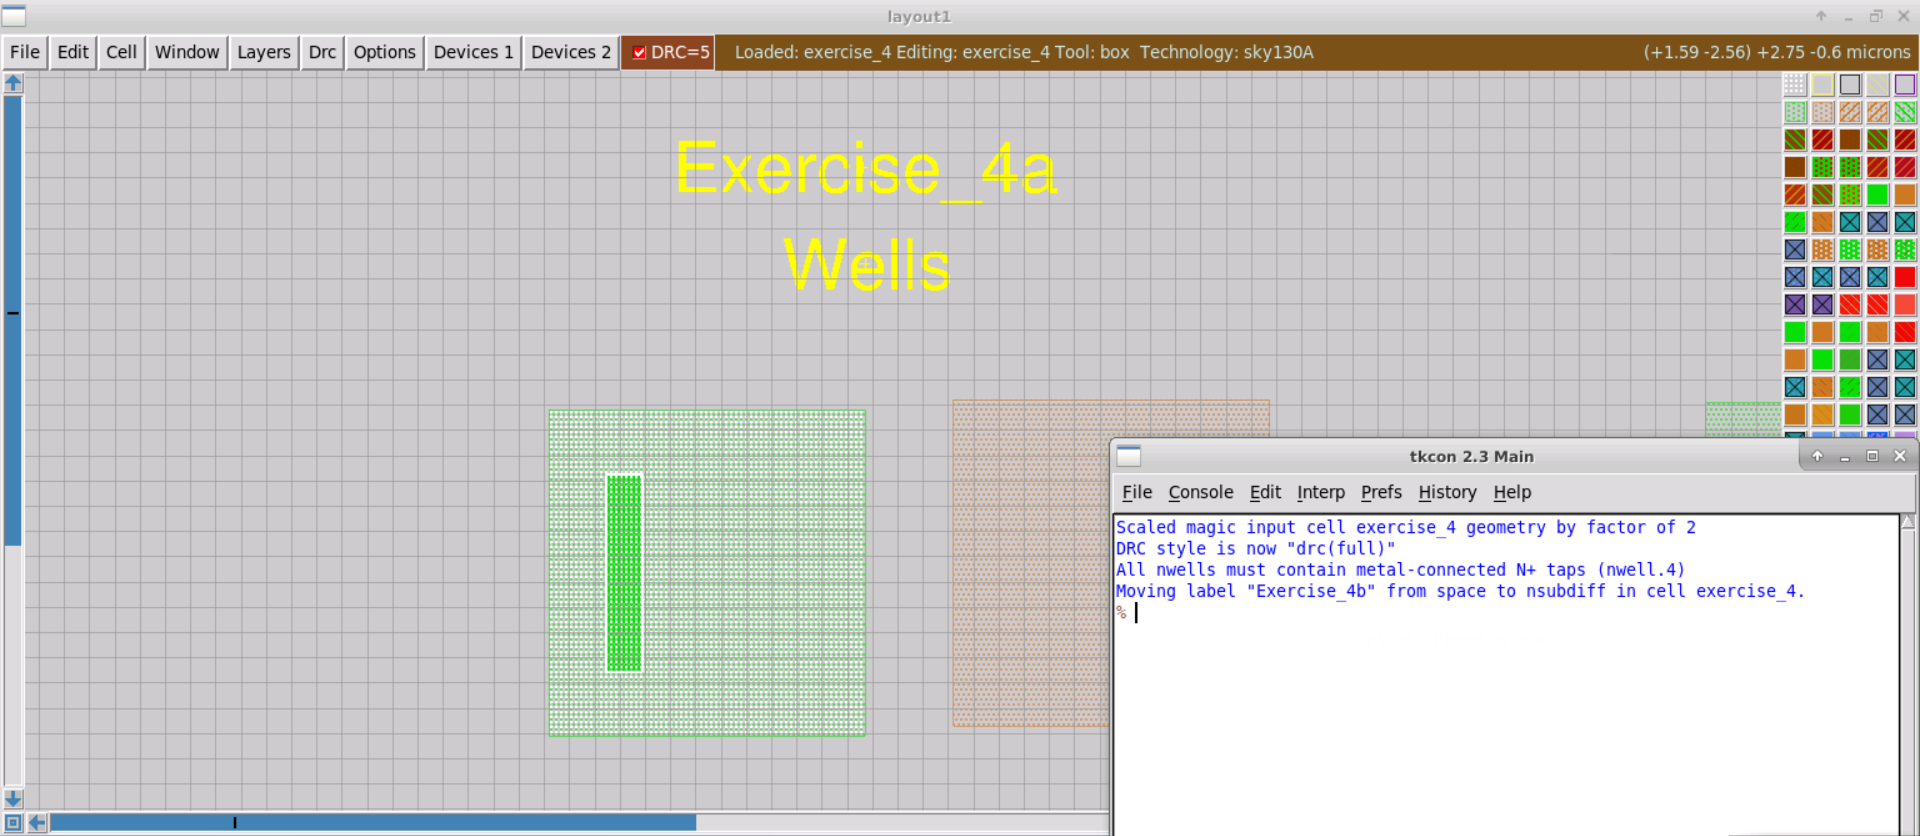 layout1
File Edit Cell Window Layers Drc Options Devices 1 Devices 2 DRC=5 Loaded: exercise_4 Editing: exercise_4 Tool: box Technology: sky130A (+1.59 -2.56) +2.75 -0.6 microns
Exercise_4a
Wells
tkcon 2.3 Main
File Console Edit Interp Prefs History Help
Scaled magic input cell exercise_4 geometry by factor of 2
DRC style is now "drc(full)"
All nwells must contain metal-connected N+ taps (nwell.4)
Moving label "Exercise_4b" from space to nsubdiff in cell exercise_4.
%